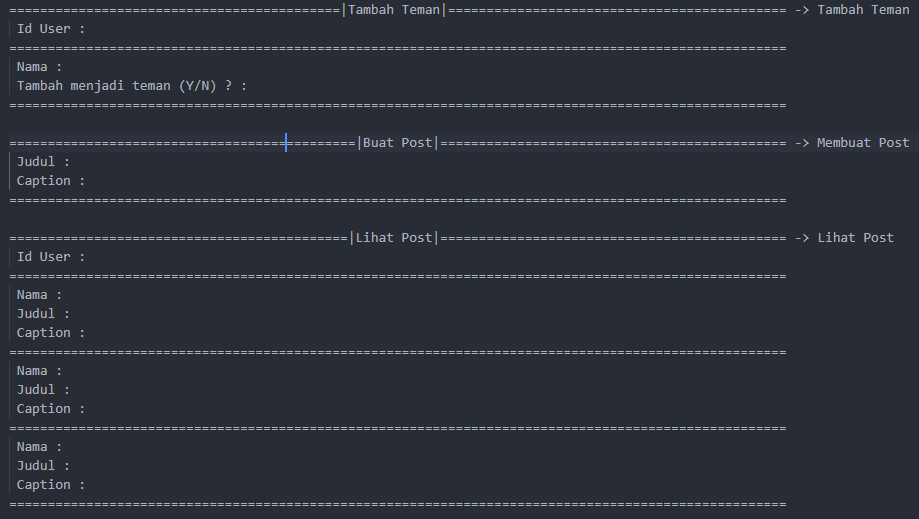 ===========================================|Tambah Teman|============================================ -> Tambah Teman
Id User :
=====================================================================================================
Nama :
Tambah menjadi teman (Y/N) ? :
=====================================================================================================
=============================================|Buat Post|============================================= -> Membuat Post
Judul :
Caption :
=====================================================================================================
============================================|Lihat Post|============================================= -> Lihat Post
Id User :
=====================================================================================================
Nama :
Judul :
Caption :
=====================================================================================================
Nama :
Judul :
Caption :
=====================================================================================================
Nama :
Judul :
Caption :
=====================================================================================================